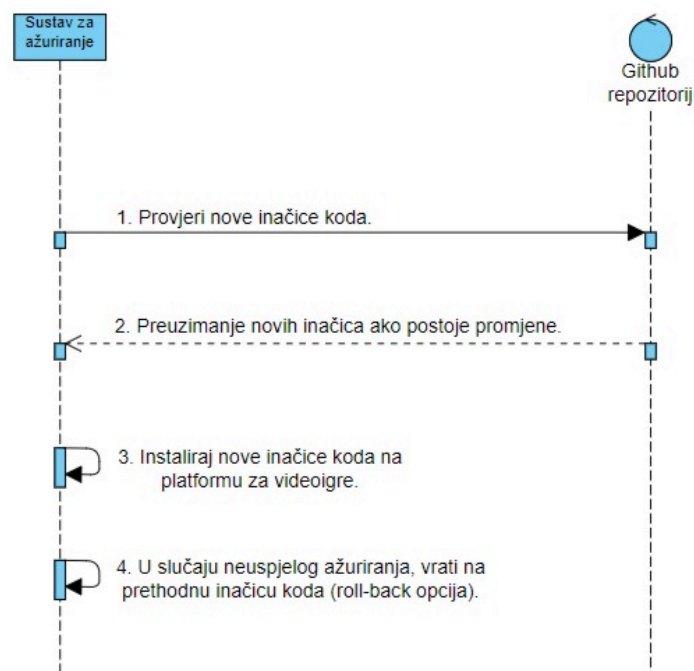 Sustav za
ažuriranje
Github
repozitorij
1. Provjeri nove inačice koda.
2. Preuzimanje novih inačica ako postoje promjene.
3. Instaliraj nove inačice koda na
platformu za videoigre.
4. U slučaju neuspjelog ažuriranja, vrati na
prethodnu inačicu koda (roll-back opcija).